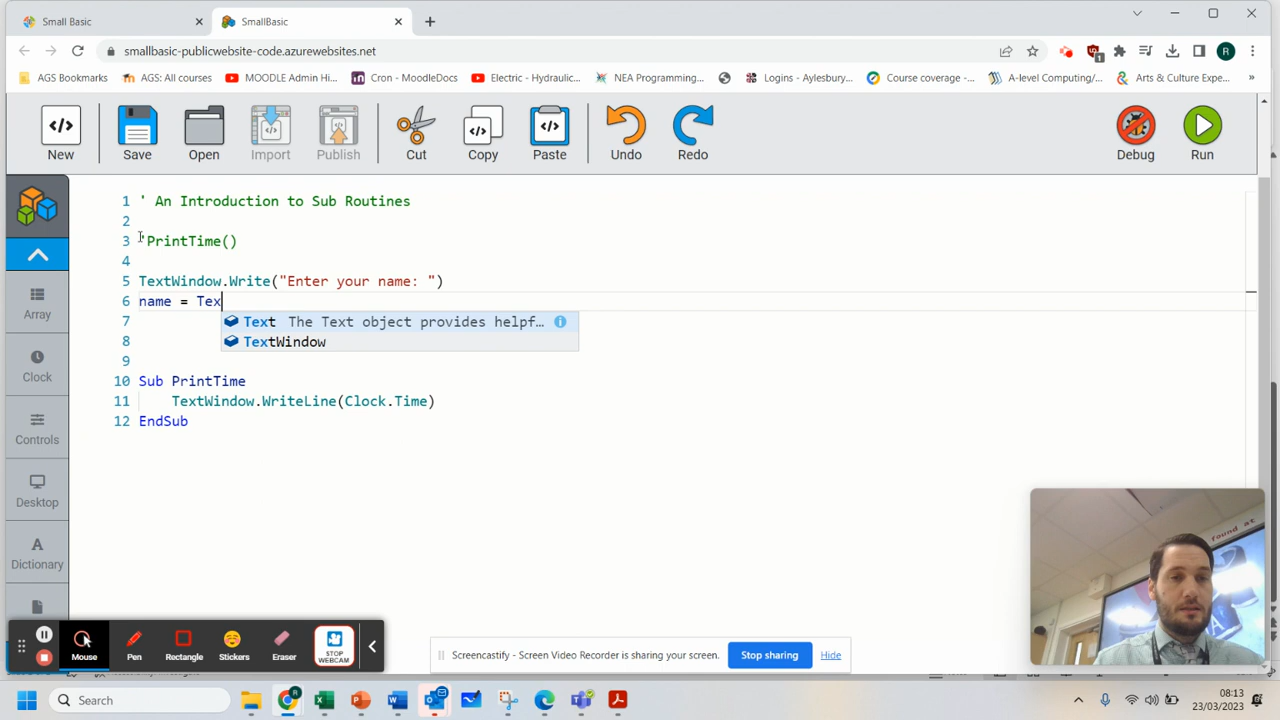 Small Basic
SmallBasic
smallbasic-publicwebsite-code.azurewebsites.net
R
1
AGS Bookmarks
AGS: All courses
MOODLE Admin Hi...
Cron - MoodleDocs
Electric - Hydraulic...
NEA Programming...
Logins - Aylesbury...
Course coverage -...
A-level Computing/...
Arts & Culture Expe...
»
New
Save
Open
Import
Publish
Cut
Copy
Paste
Undo
Redo
Debug
Run
1 ' An Introduction to Sub Routines
2
3 'PrintTime()
4
5 TextWindow.Write("Enter your name: ")
6 name = Tex
Text The Text object provides helpf...
TextWindow
7
8
9
10 Sub PrintTime
11 TextWindow.WriteLine(Clock.Time)
12 EndSub
Array
Clock
Controls
Desktop
Dictionary
found at
Mouse
Pen
Rectangle
Stickers
Eraser
STOP
WEBCAM
Screencastify - Screen Video Recorder is sharing your screen.
Stop sharing
Hide
Search
08:13
23/03/2023